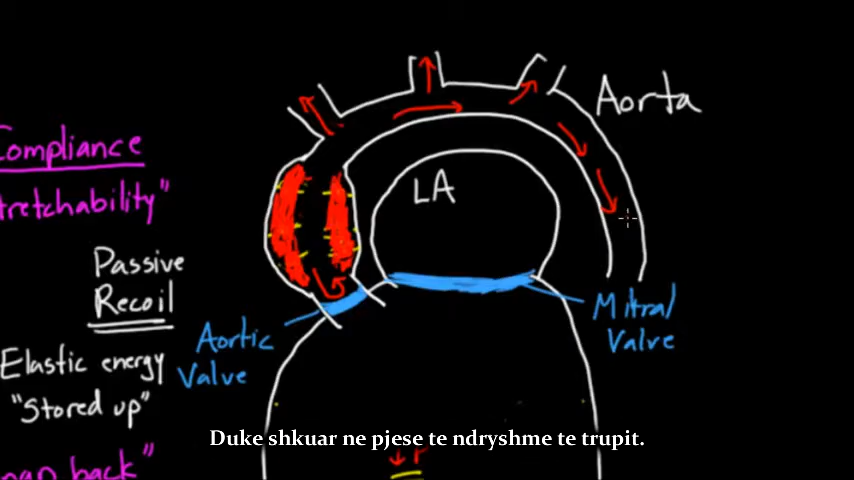 Aorta
Compliance
LA
Passive
Recoil
Mitral
Valve
Aortic
Valve
Elastic energy
"Stored up"
Duke shkuar ne pjese te ndryshme te trupit.
back"